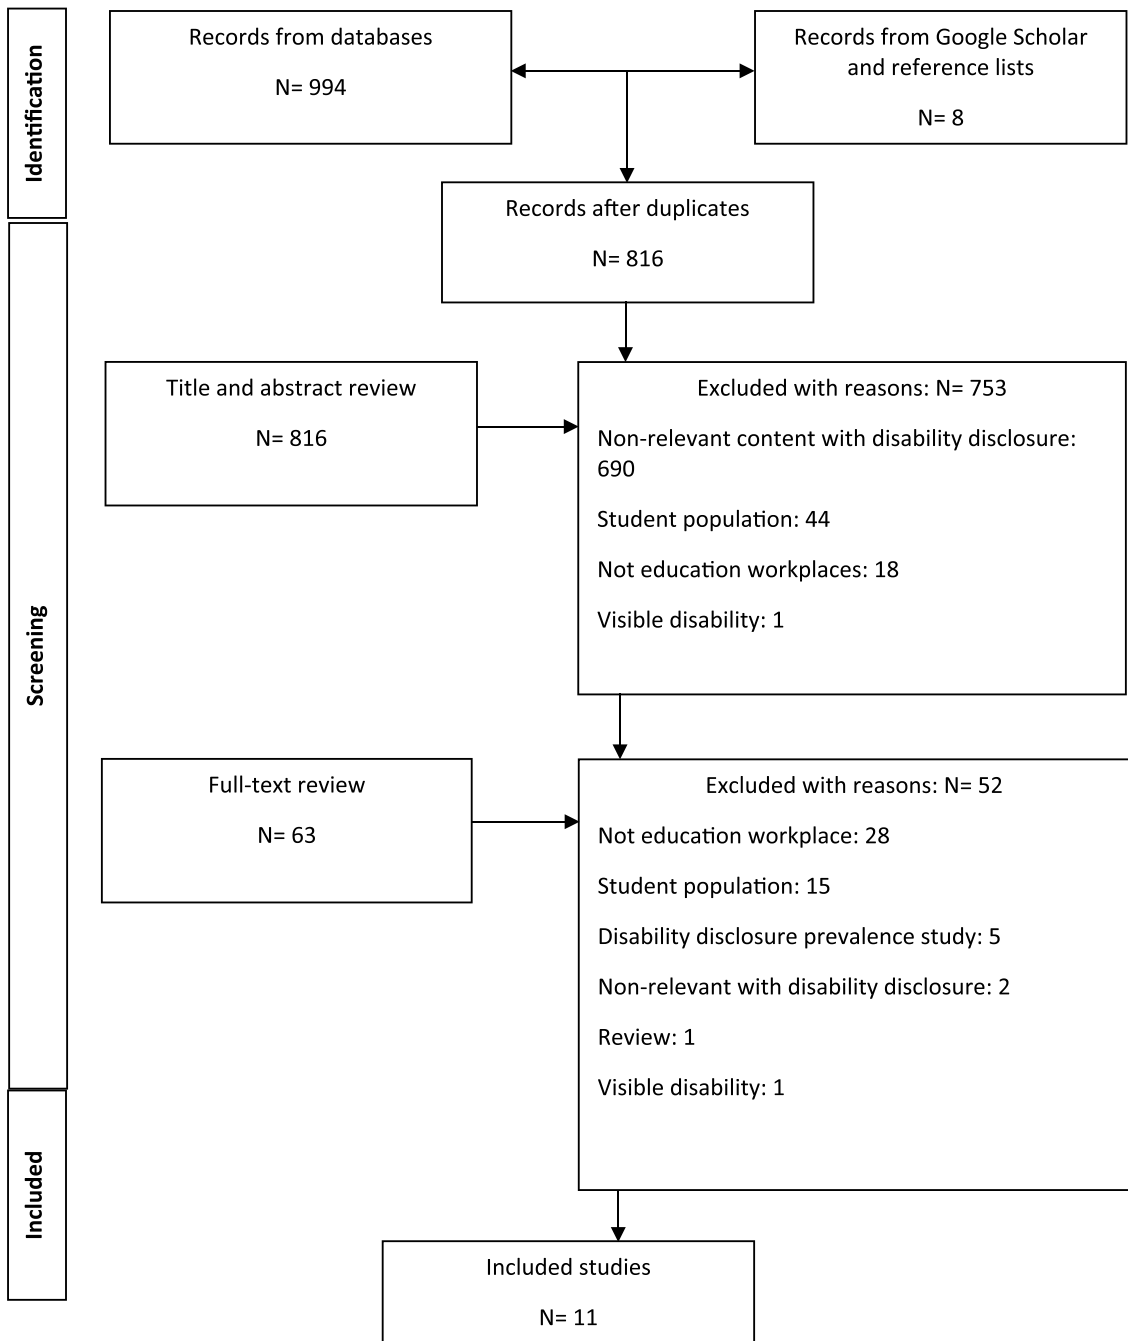 Identification
Records from databases
N= 994
Records from Google Scholar
and reference lists
N= 8
Records after duplicates
N= 816
Screening
Title and abstract review
N= 816
Excluded with reasons: N= 753
Non-relevant content with disability disclosure:
690
Student population: 44
Not education workplaces: 18
Visible disability: 1
Full-text review
N= 63
Excluded with reasons: N= 52
Not education workplace: 28
Student population: 15
Disability disclosure prevalence study: 5
Non-relevant with disability disclosure: 2
Review: 1
Visible disability: 1
Included
Included studies
N= 11